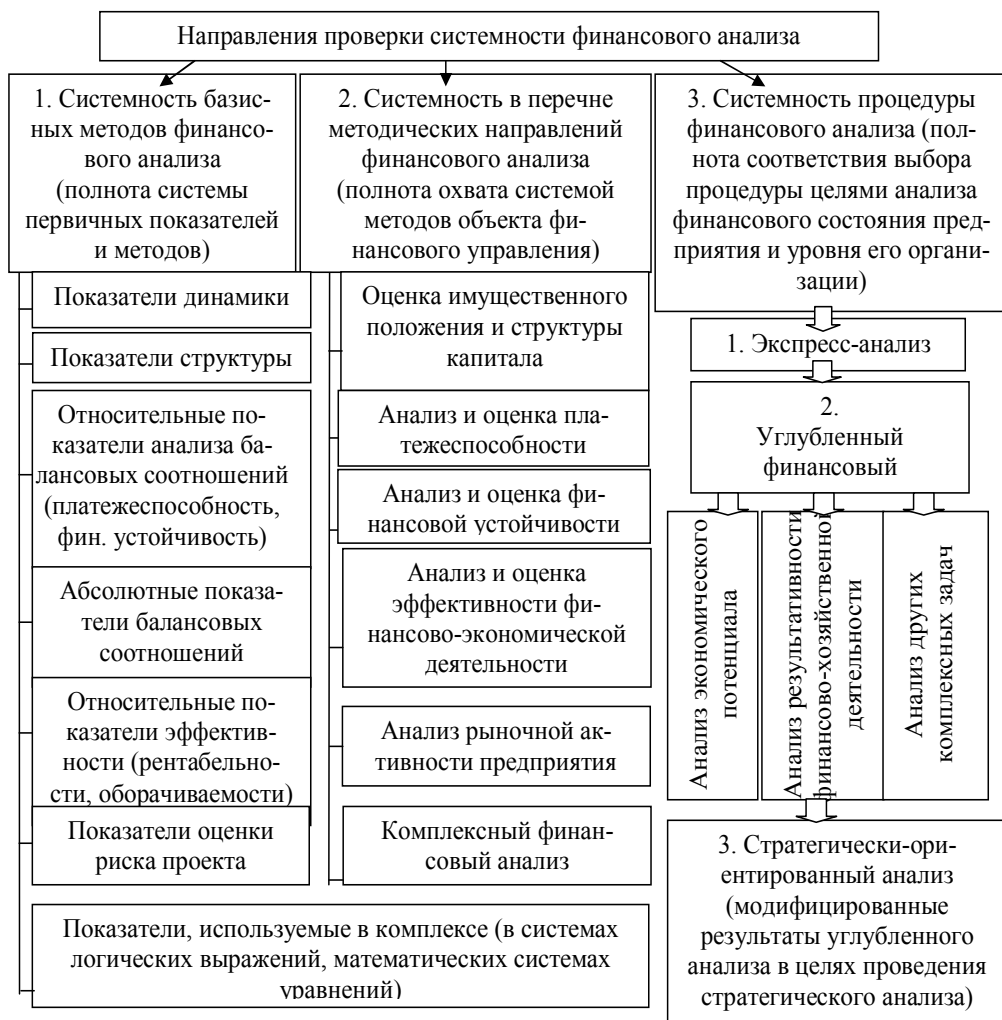 Направления проверки системности финансового анализа
1. Системность базис-
ных методов финансо-
вого анализа
(полнота системы
первичных показателей
и методов)
Показатели динамики
Показатели структуры
Относительные по-
казатели анализа ба-
лансовых соотношений
(платежеспособность,
фин. устойчивость)
Абсолютные показа-
тели балансовых
соотношений
Относительные по-
казатели эффектив-
ности (рентабельно-
сти, оборачиваемости)
Показатели оценки
риска проекта
Показатели, используемые в комплексе (в системах
логических выражений, математических системах
уравнений)
2. Системность в перечне
методических направлений
финансового анализа
(полнота охвата системой
методов объекта фи-
нансового управления)
Оценка имущественного
положения и структуры
капитала
Анализ и оценка пла-
тежеспособности
Анализ и оценка фи-
нансовой устойчивости
Анализ и оценка
эффективности фи-
нансово-экономической
деятельности
Анализ рыночной ак-
тивности предприятия
Комплексный финан-
совый анализ
3. Системность процедуры
финансового анализа (пол-
нота соответствия выбора
процедуры целями анализа
финансового состояния пред-
приятия и уровня его органи-
зации)
1. Экспресс-анализ
2.
Углубленный
финансовый
Анализ экономического
потенциала
Анализ результативности
финансово-хозяйственной
деятельности
Анализ других
комплексных задач
3. Стратегически-ори-
ентированный анализ
(модифицированные
результаты углубленного
анализа в целях проведения
стратегического анализа)